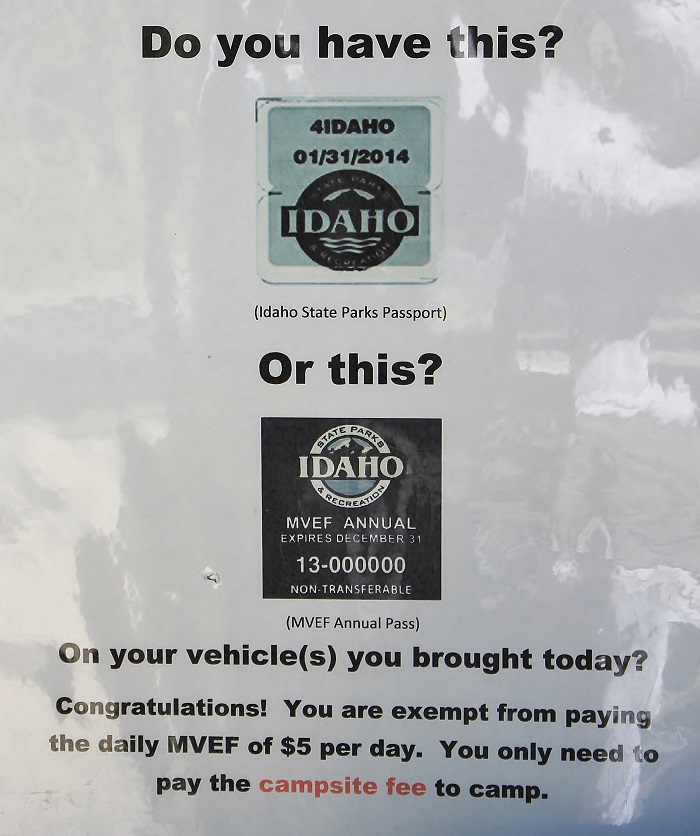 Do you have this?
4IDAHO
01/31/2014
STATE PARKS
IDAHO
& RECREATION
(Idaho State Parks Passport)
Or this?
STATE PARKS
IDAHO
& RECREATION
MVEF ANNUAL
EXPIRES DECEMBER 31
13-000000
NON-TRANSFERABLE
(MVEF Annual Pass)
On your vehicle(s) you brought today?
Congratulations! You are exempt from paying
the daily MVEF of $5 per day. You only need to
pay the campsite fee to camp.